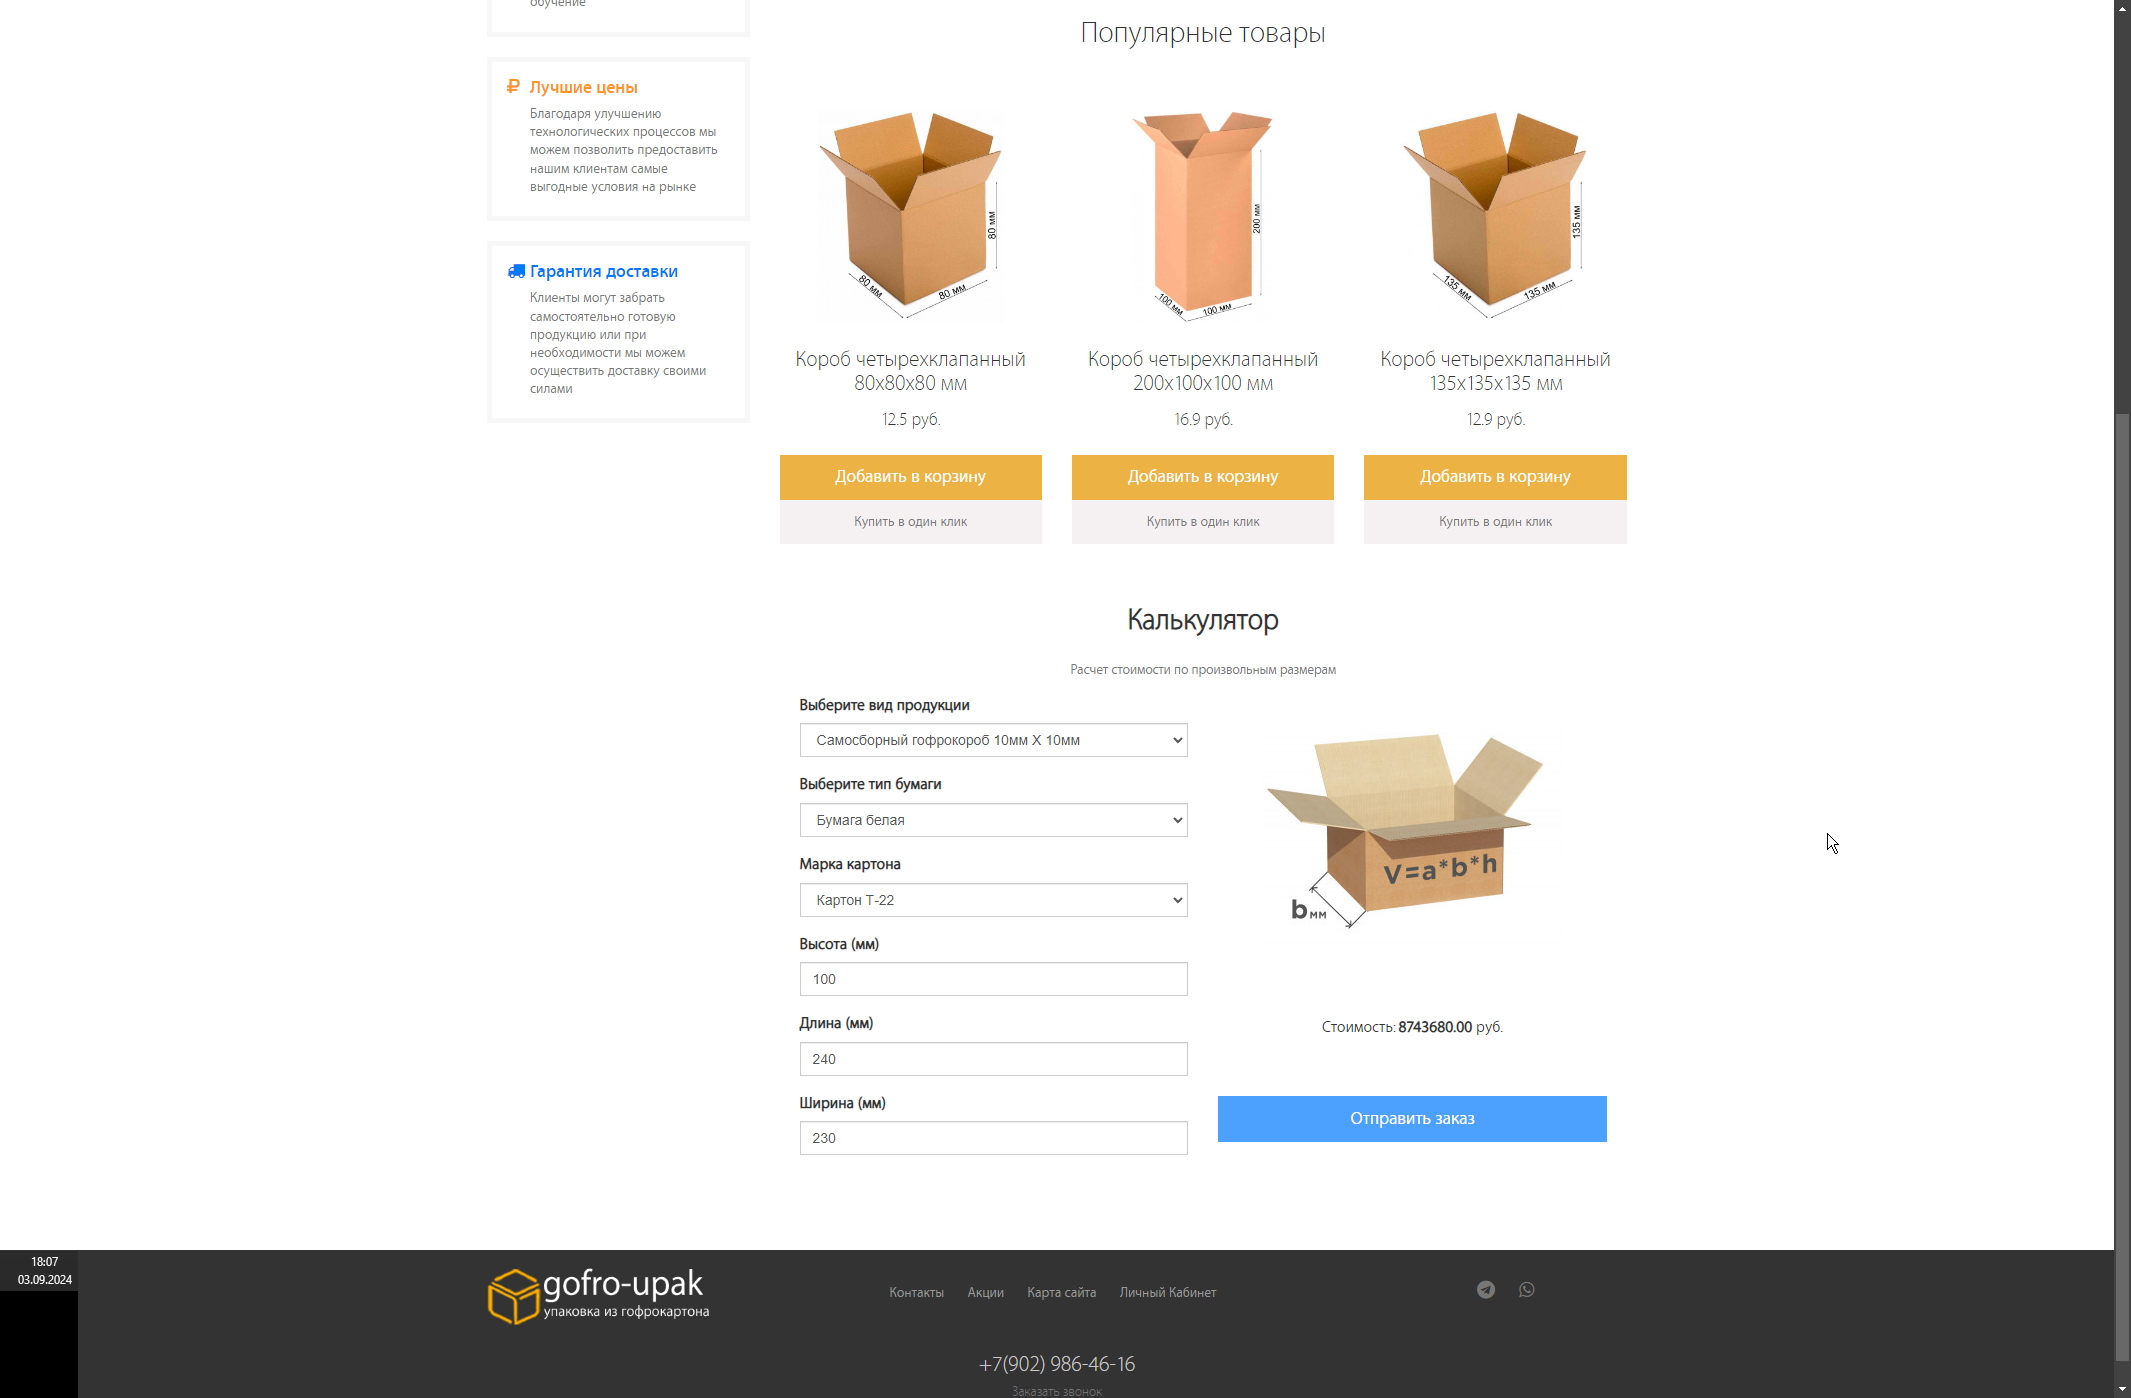 обучение
Лучшие цены
Благодаря улучшению
технологических процессов мы
можем позволить предоставить
нашим клиентам самые
выгодные условия на рынке
Гарантия доставки
Клиенты могут забрать
самостоятельно готовую
продукцию или при
необходимости мы можем
осуществить доставку своими
силами
Популярные товары
80 мм
80 мм
80 мм
Короб четырехклапанный
80х80х80 мм
12.5 руб.
Добавить в корзину
Купить в один клик
200 мм
100 мм
100 мм
Короб четырехклапанный
200х100х100 мм
16.9 руб.
Добавить в корзину
Купить в один клик
135 мм
135 мм
135 мм
Короб четырехклапанный
135х135х135 мм
12.9 руб.
Добавить в корзину
Купить в один клик
Калькулятор
Расчет стоимости по произвольным размерам
Выберите вид продукции
Самосборный гофрокороб 10мм X 10мм
Выберите тип бумаги
Бумага белая
Марка картона
Картон Т-22
Высота (мм)
100
Длина (мм)
240
Ширина (мм)
230
V=a*b*h
b мм
Стоимость: 8743680.00 руб.
Отправить заказ
18:07
03.09.2024
gofro-upak
упаковка из гофрокартона
Контакты Акции Карта сайта Личный Кабинет
+7(902) 986-46-16
Заказать звонок